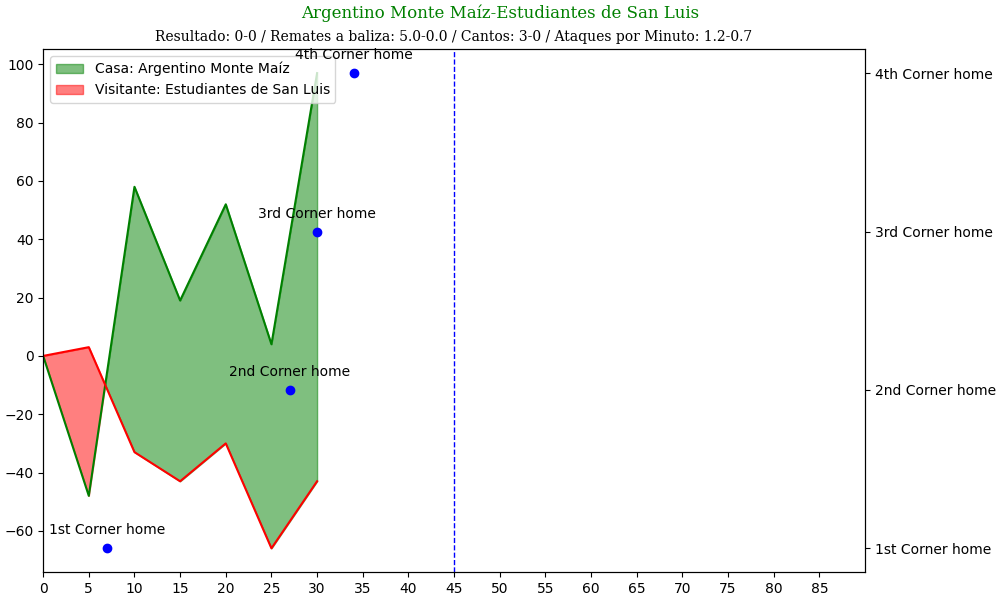 Argentino Monte Maíz-Estudiantes de San Luis
Resultado: 0-0 / Remates a baliza: 5.0-0.0 / Cantos: 3-0 / Ataques por Minuto: 1.2-0.7
4th Corner home
Casa: Argentino Monte Maíz
Visitante: Estudiantes de San Luis
3rd Corner home
2nd Corner home
1st Corner home
100
80
60
40
20
0
−20
−40
−60
4th Corner home
3rd Corner home
2nd Corner home
1st Corner home
0 5 10 15 20 25 30 35 40 45 50 55 60 65 70 75 80 85